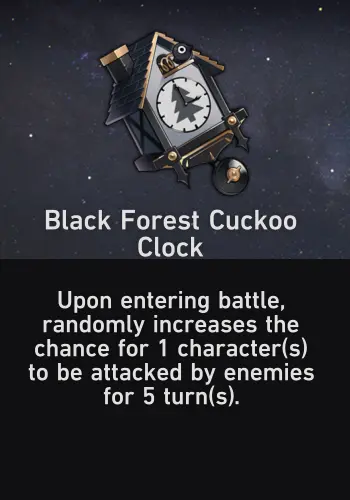 Black Forest Cuckoo
Clock
Upon entering battle,
randomly increases the
chance for 1 character(s)
to be attacked by enemies
for 5 turn(s).